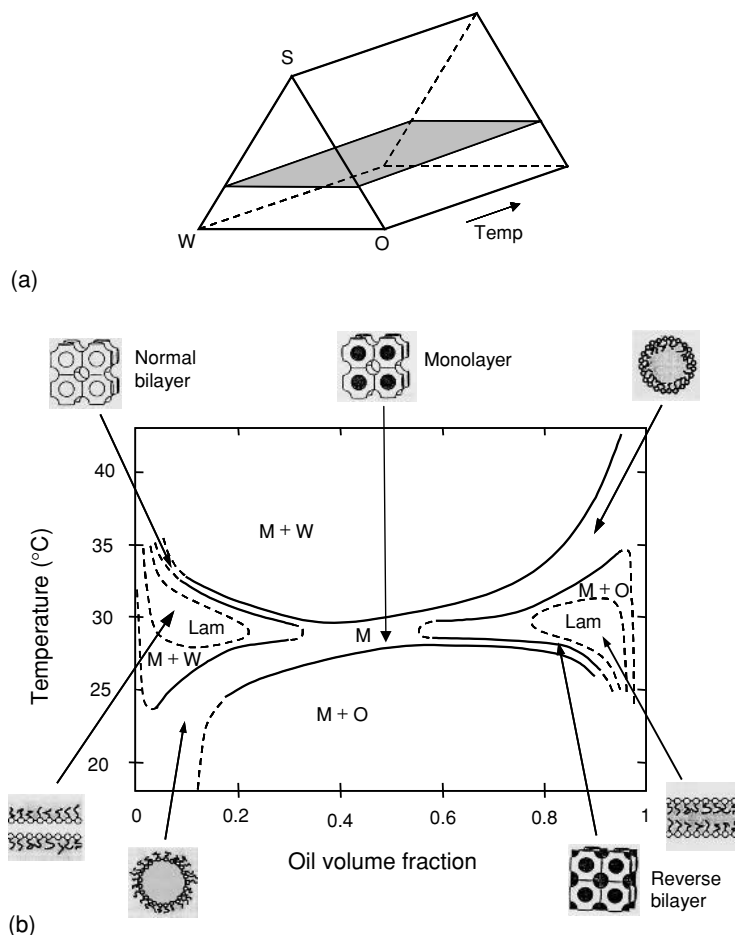 S
W
O
Temp
(a)
Normal
bilayer
Monolayer
40
35
30
25
20
Temperature (°C)
M + W
M + O
Lam
M
Lam
M + W
M + O
0
0.2
0.4
0.6
0.8
1
Oil volume fraction
Reverse
bilayer
(b)